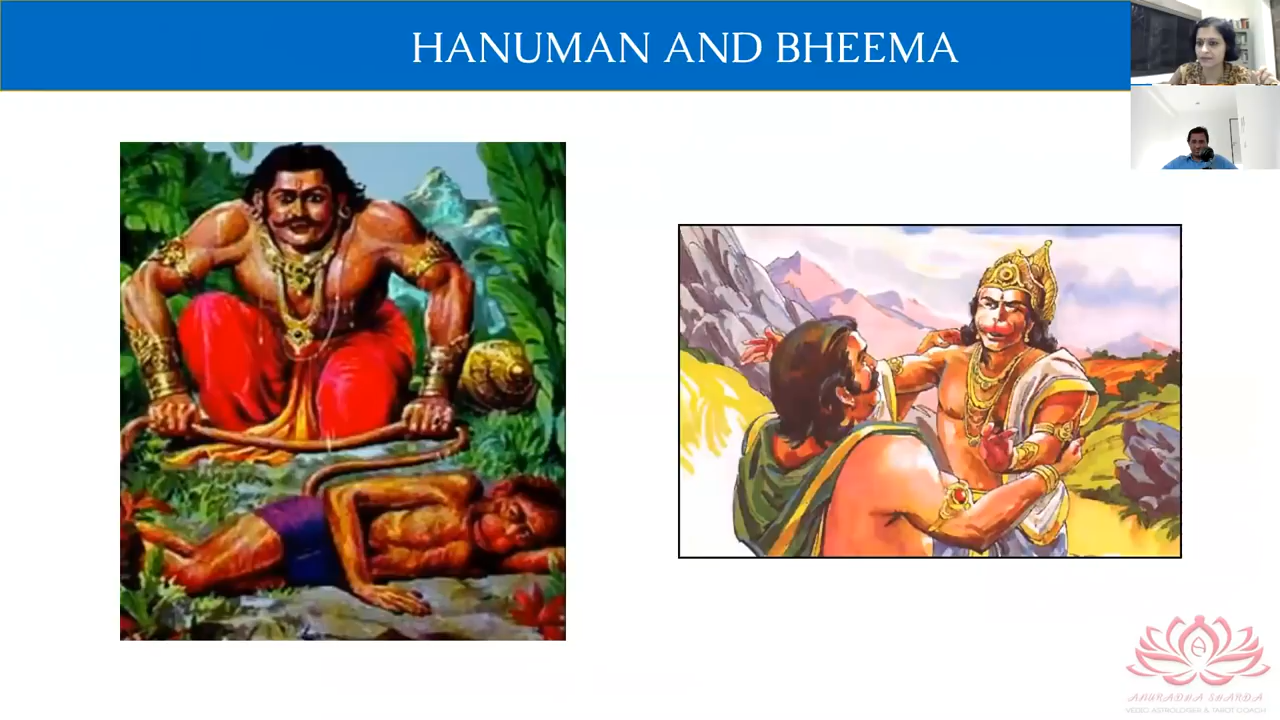 HANUMAN AND BHEEMA
ANURADHA SHARDA
VEDIC ASTROLOGER & TAROT COACH